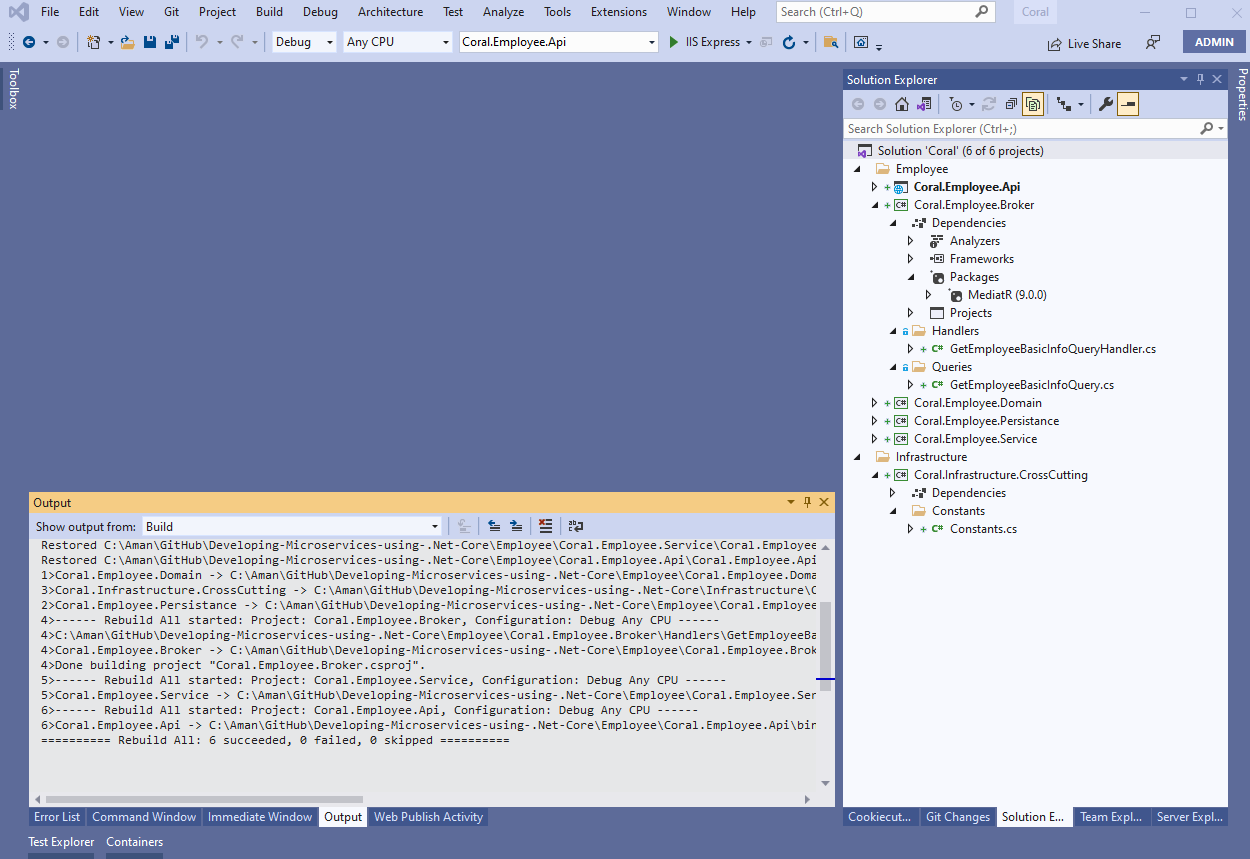 File Edit View Git Project Build Debug Architecture Test Analyze Tools Extensions Window Help Search (Ctrl+Q) Coral
Debug Any CPU Coral.Employee.Api IIS Express Live Share ADMIN
Toolbox
Solution Explorer
Properties
Search Solution Explorer (Ctrl+;)
Solution 'Coral' (6 of 6 projects)
Employee
Coral.Employee.Api
Coral.Employee.Broker
Dependencies
Analyzers
Frameworks
Packages
MediatR (9.0.0)
Projects
Handlers
GetEmployeeBasicInfoQueryHandler.cs
Queries
GetEmployeeBasicInfoQuery.cs
Coral.Employee.Domain
Coral.Employee.Persistance
Coral.Employee.Service
Infrastructure
Coral.Infrastructure.CrossCutting
Dependencies
Constants
Constants.cs
Output
Show output from: Build
Restored C:\Aman\GitHub\Developing-Microservices-using-.Net-Core\Employee\Coral.Employee.Service\Coral.Employee
Restored C:\Aman\GitHub\Developing-Microservices-using-.Net-Core\Employee\Coral.Employee.Api\Coral.Employee.Api
1>Coral.Employee.Domain -> C:\Aman\GitHub\Developing-Microservices-using-.Net-Core\Employee\Coral.Employee.Doma
3>Coral.Infrastructure.CrossCutting -> C:\Aman\GitHub\Developing-Microservices-using-.Net-Core\Infrastructure\C
2>Coral.Employee.Persistance -> C:\Aman\GitHub\Developing-Microservices-using-.Net-Core\Employee\Coral.Employee
4>------ Rebuild All started: Project: Coral.Employee.Broker, Configuration: Debug Any CPU ------
4>C:\Aman\GitHub\Developing-Microservices-using-.Net-Core\Employee\Coral.Employee.Broker\Handlers\GetEmployeeBa
4>Coral.Employee.Broker -> C:\Aman\GitHub\Developing-Microservices-using-.Net-Core\Employee\Coral.Employee.Brok
4>Done building project "Coral.Employee.Broker.csproj".
5>------ Rebuild All started: Project: Coral.Employee.Service, Configuration: Debug Any CPU ------
5>Coral.Employee.Service -> C:\Aman\GitHub\Developing-Microservices-using-.Net-Core\Employee\Coral.Employee.Ser
6>------ Rebuild All started: Project: Coral.Employee.Api, Configuration: Debug Any CPU ------
6>Coral.Employee.Api -> C:\Aman\GitHub\Developing-Microservices-using-.Net-Core\Employee\Coral.Employee.Api\bin
========== Rebuild All: 6 succeeded, 0 failed, 0 skipped ==========
Error List Command Window Immediate Window Output Web Publish Activity
Cookiecut... Git Changes Solution E... Team Expl... Server Expl...
Test Explorer Containers